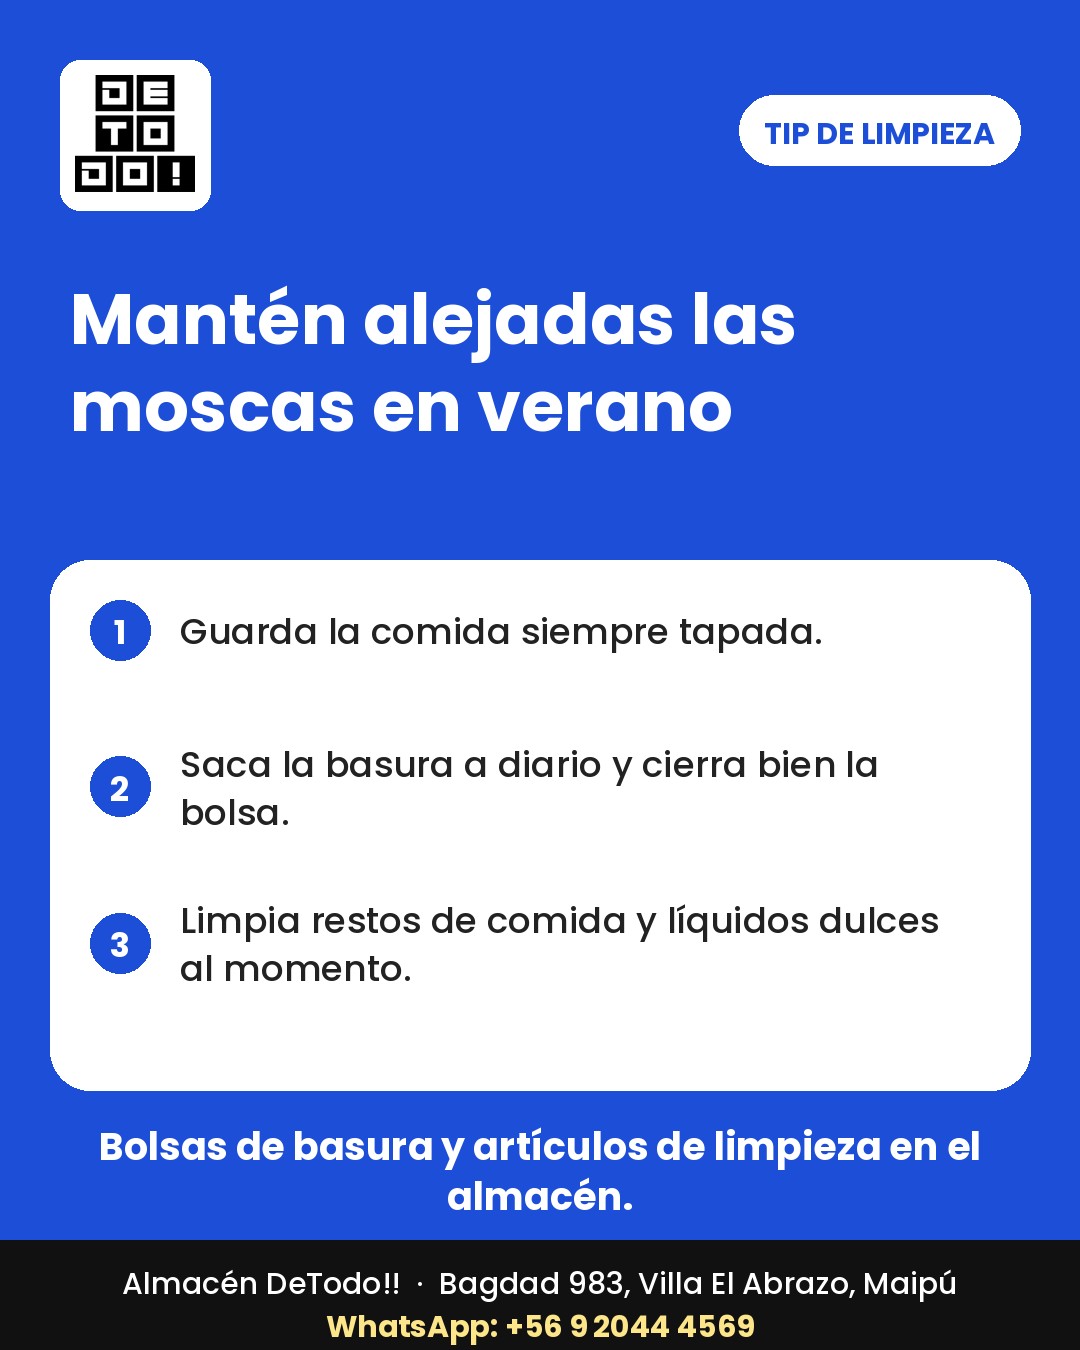 DE
TO
DO!
TIP DE LIMPIEZA
Mantén alejadas las
moscas en verano
1 Guarda la comida siempre tapada.
2 Saca la basura a diario y cierra bien la
bolsa.
3 Limpia restos de comida y líquidos dulces
al momento.
Bolsas de basura y artículos de limpieza en el
almacén.
Almacén DeTodo!! · Bagdad 983, Villa El Abrazo, Maipú
WhatsApp: +56 9 2044 4569